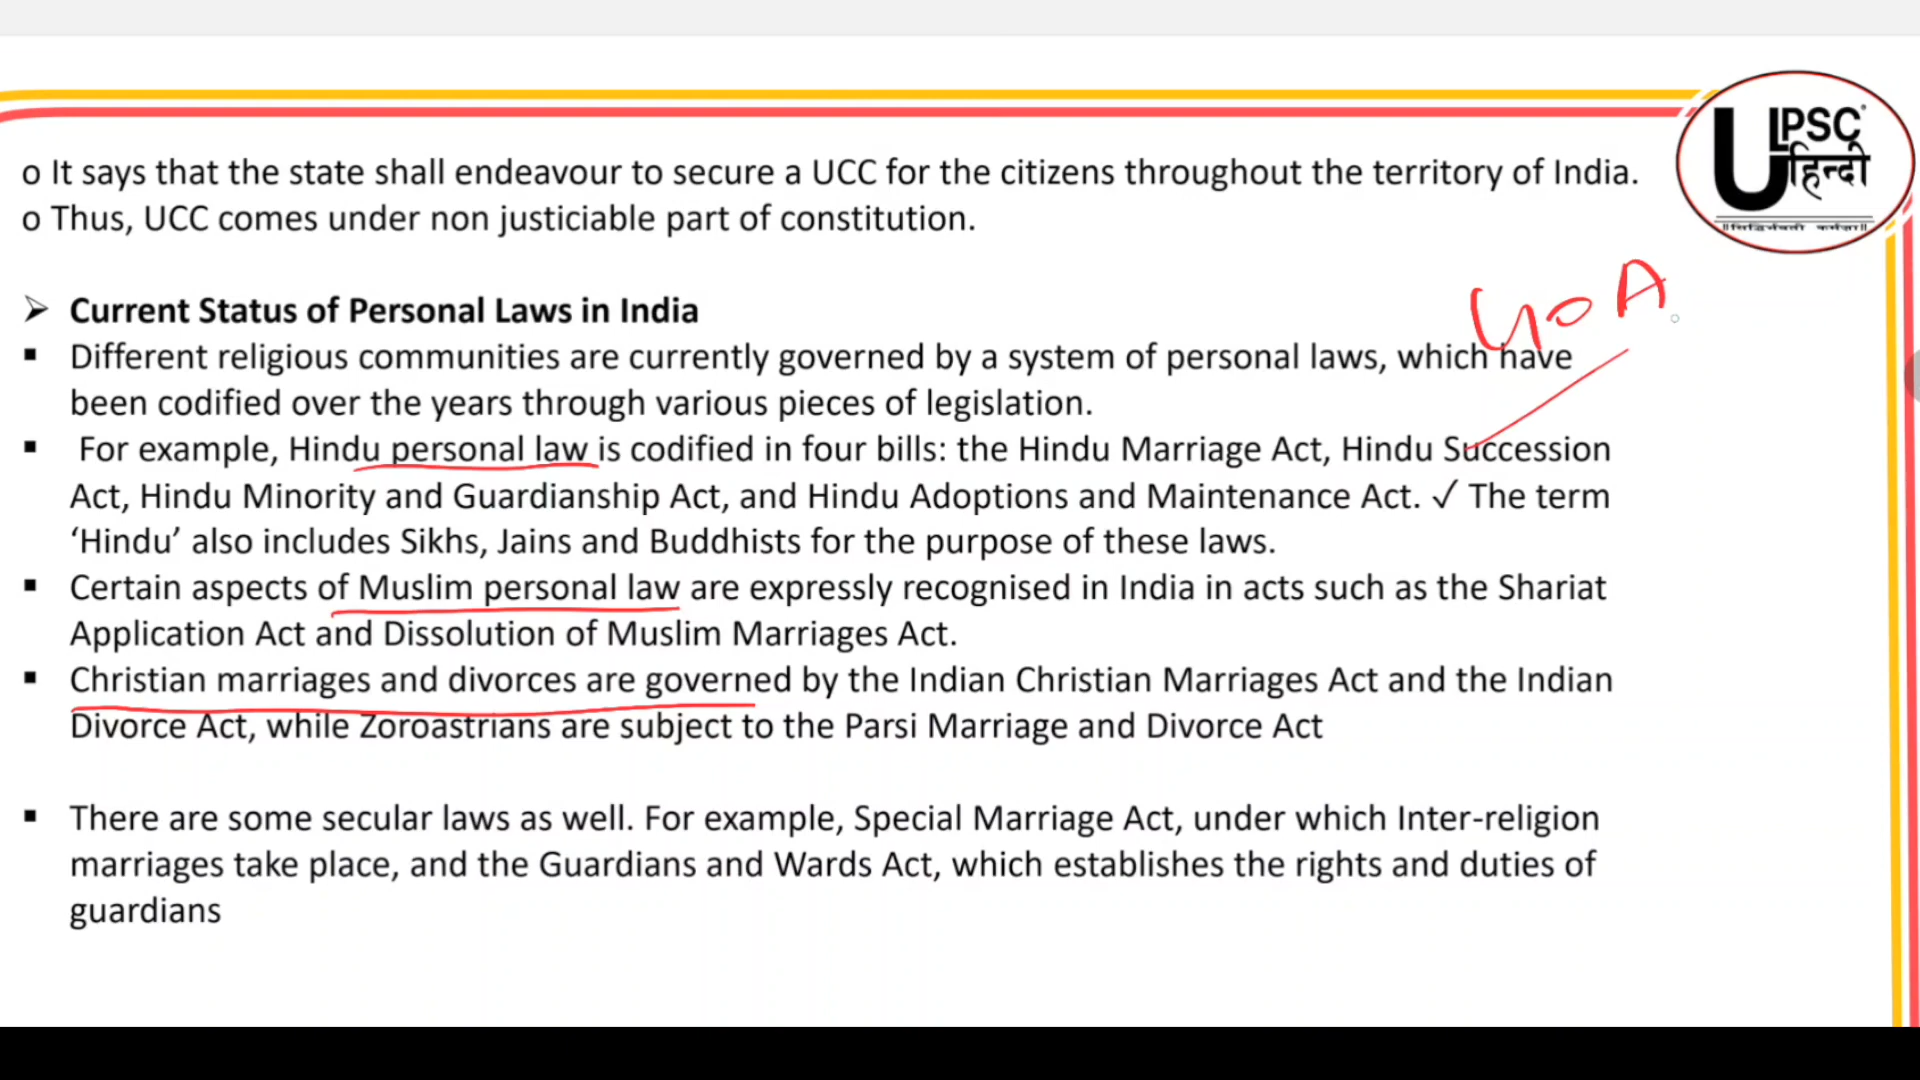 UPSC
हिन्दी
o It says that the state shall endeavour to secure a UCC for the citizens throughout the territory of India.
o Thus, UCC comes under non justiciable part of constitution.
GOA
➢ Current Status of Personal Laws in India
▪ Different religious communities are currently governed by a system of personal laws, which have
been codified over the years through various pieces of legislation.
▪ For example, Hindu personal law is codified in four bills: the Hindu Marriage Act, Hindu Succession
Act, Hindu Minority and Guardianship Act, and Hindu Adoptions and Maintenance Act. ✓ The term
‘Hindu’ also includes Sikhs, Jains and Buddhists for the purpose of these laws.
▪ Certain aspects of Muslim personal law are expressly recognised in India in acts such as the Shariat
Application Act and Dissolution of Muslim Marriages Act.
▪ Christian marriages and divorces are governed by the Indian Christian Marriages Act and the Indian
Divorce Act, while Zoroastrians are subject to the Parsi Marriage and Divorce Act
▪ There are some secular laws as well. For example, Special Marriage Act, under which Inter-religion
marriages take place, and the Guardians and Wards Act, which establishes the rights and duties of
guardians